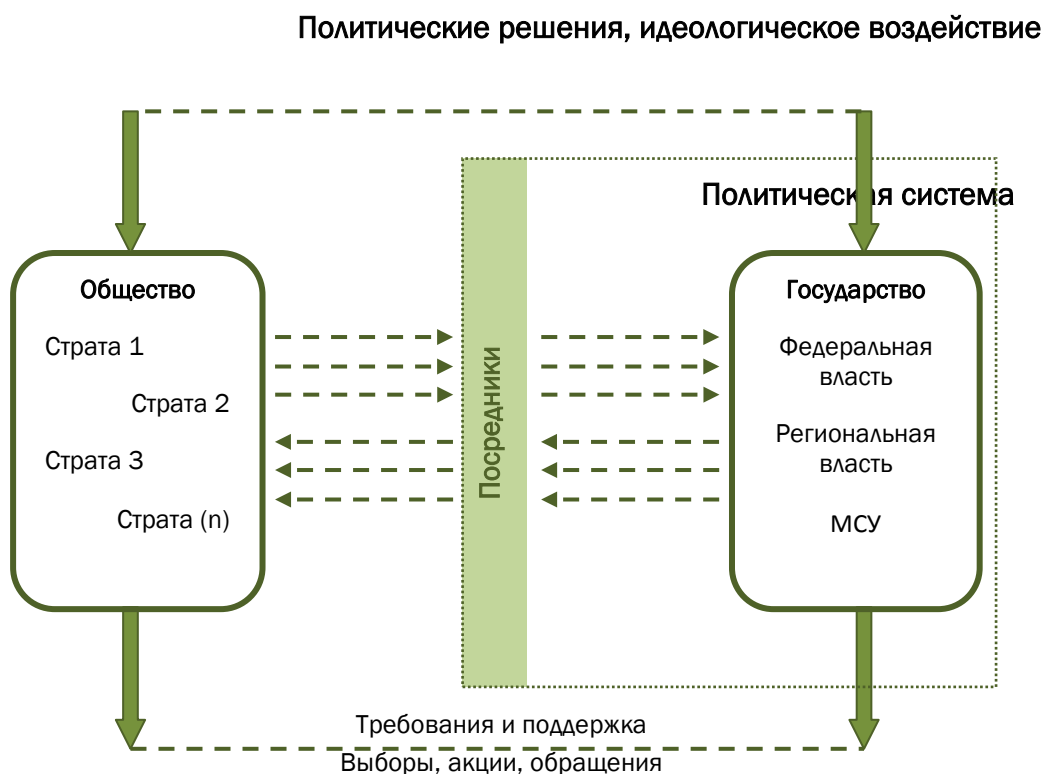 Политические решения, идеологическое воздействие
Политическая система
Общество
Страта 1
Страта 2
Страта 3
Страта (n)
Посредники
Государство
Федеральная
власть
Региональная
власть
МСУ
Требования и поддержка
Выборы, акции, обращения